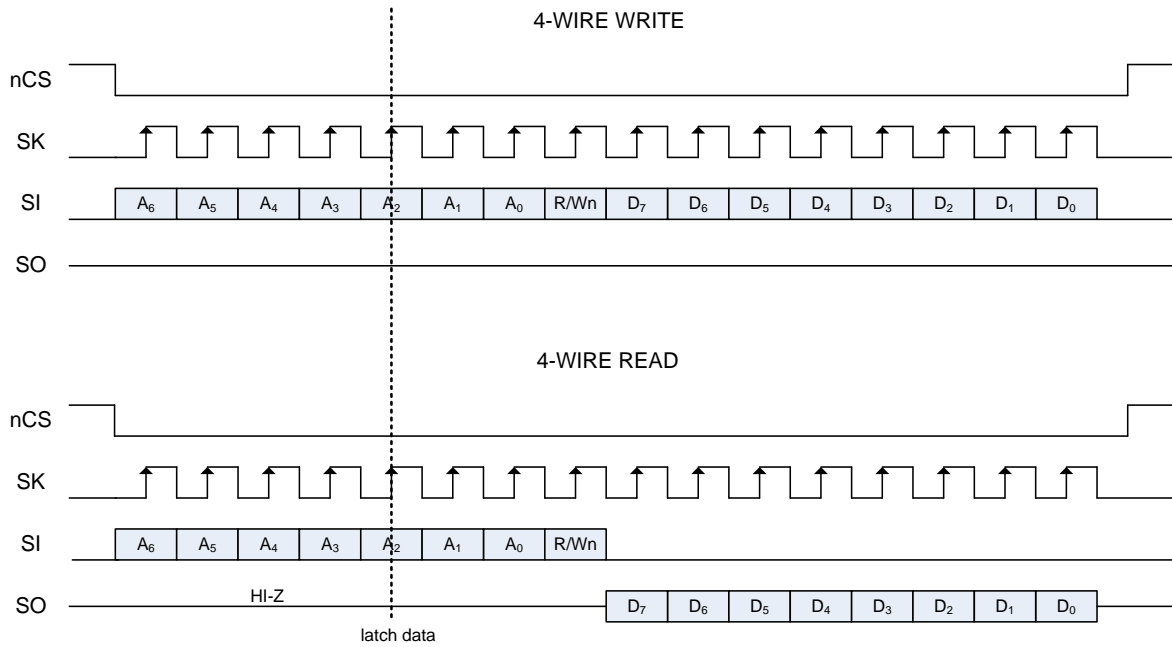 4-WIRE WRITE
nCS
SK
SI A₆ A₅ A₄ A₃ A₂ A₁ A₀ R/Wn D₇ D₆ D₅ D₄ D₃ D₂ D₁ D₀
SO
4-WIRE READ
nCS
SK
SI A₆ A₅ A₄ A₃ A₂ A₁ A₀ R/Wn
SO HI-Z D₇ D₆ D₅ D₄ D₃ D₂ D₁ D₀
latch data